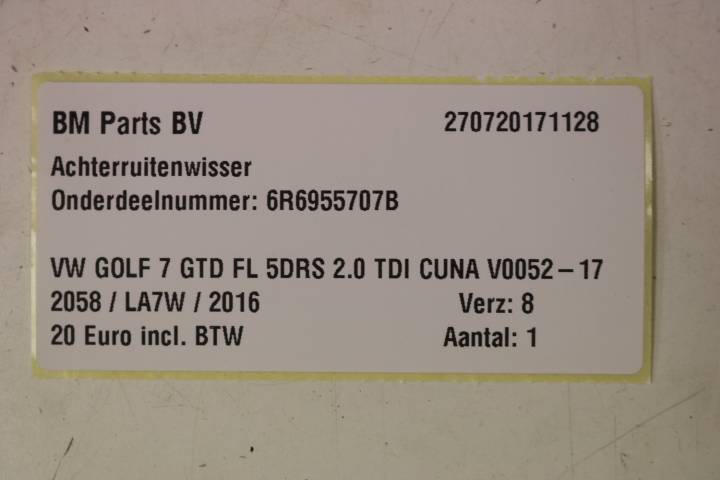 BM Parts BV 270720171128
Achterruitenwisser
Onderdeelnummer: 6R6955707B
VW GOLF 7 GTD FL 5DRS 2.0 TDI CUNA V0052-17
2058 / LA7W / 2016 Verz: 8
20 Euro incl. BTW Aantal: 1